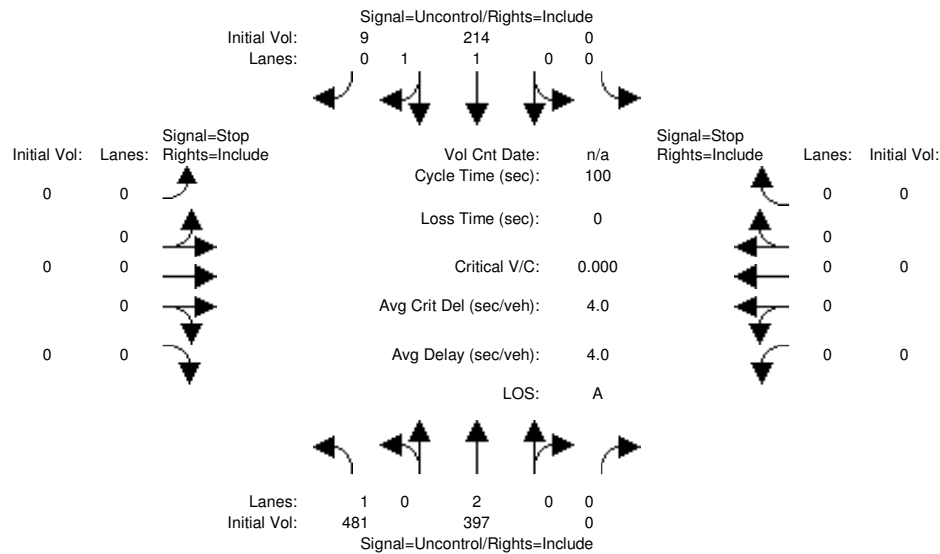 Signal=Uncontrol/Rights=Include
Initial Vol: 9 214 0
Lanes: 0 1 1 0 0
Signal=Stop Signal=Stop
Initial Vol: Lanes: Rights=Include Vol Cnt Date: n/a Rights=Include Lanes: Initial Vol:
Cycle Time (sec): 100
0 0 0 0
Loss Time (sec): 0
0 0
0 0 Critical V/C: 0.000 0 0
0 Avg Crit Del (sec/veh): 4.0 0
0 0 Avg Delay (sec/veh): 4.0 0 0
LOS: A
Lanes: 1 0 2 0 0
Initial Vol: 481 397 0
Signal=Uncontrol/Rights=Include